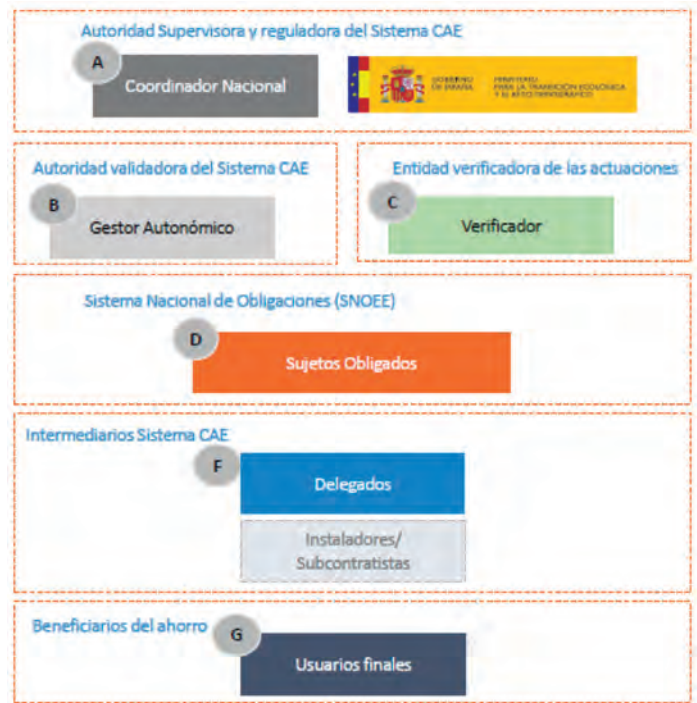 Autoridad Supervisora y reguladora del Sistema CAE
A
Coordinador Nacional
GOBIERNO
DE ESPAÑA
MINISTERIO
PARA LA TRANSICIÓN ECOLÓGICA
Y EL RETO DEMOGRÁFICO
Autoridad validadora del Sistema CAE
B
Gestor Autonómico
Entidad verificadora de las actuaciones
C
Verificador
Sistema Nacional de Obligaciones (SNOEE)
D
Sujetos Obligados
Intermediarios Sistema CAE
F
Delegados
Instaladores/
Subcontratistas
Beneficiarios del ahorro
G
Usuarios finales